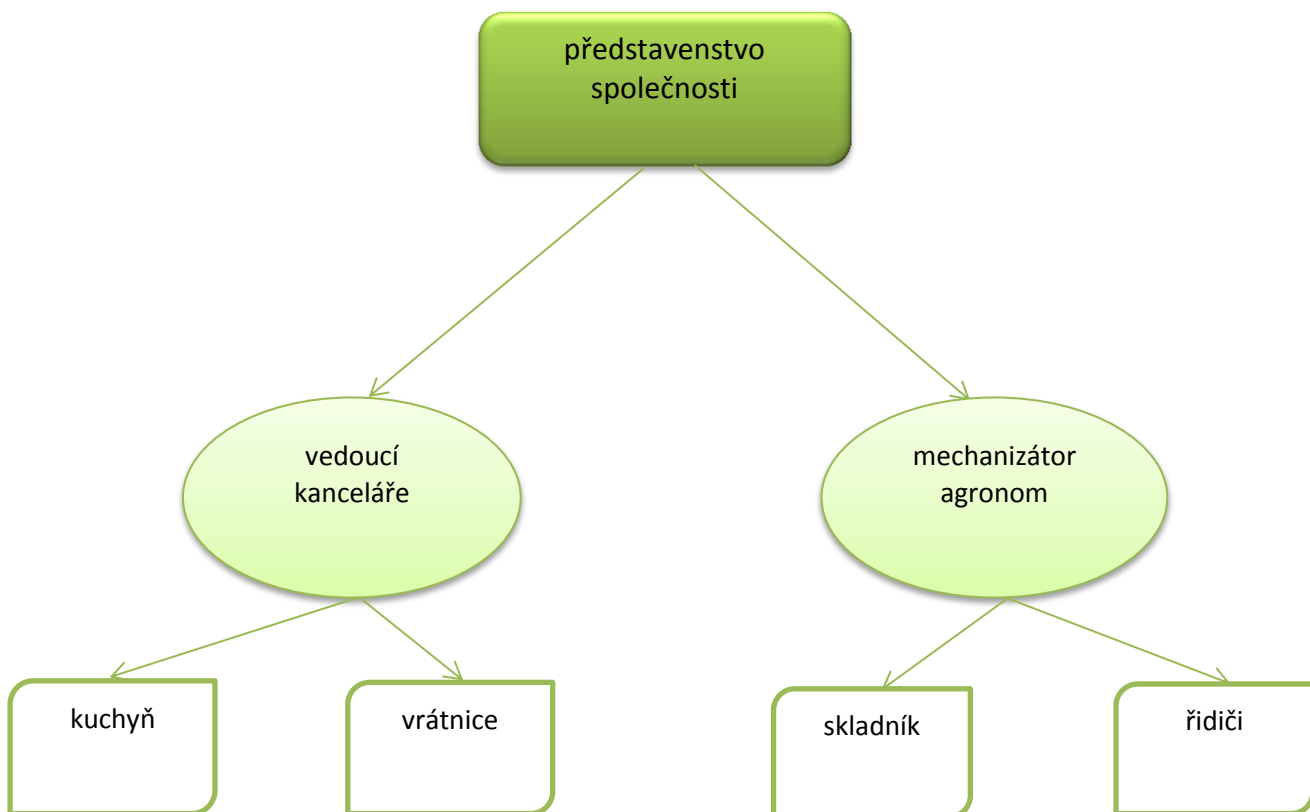 představenstvo
společnosti
vedoucí
kanceláře
mechanizátor
agronom
kuchyň
vrátnice
skladník
řidiči